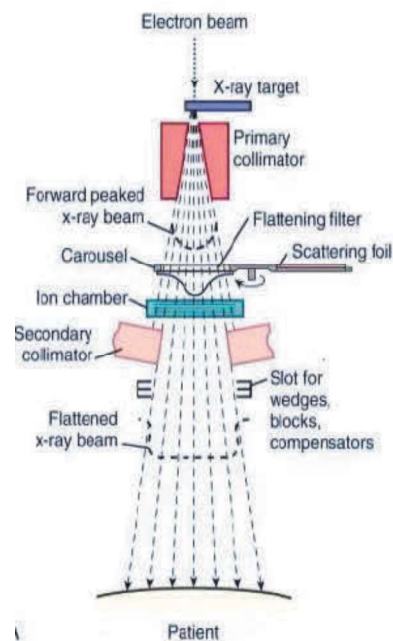 Electron beam
X-ray target
Primary
collimator
Forward peaked
x-ray beam
Flattening filter
Carousel
Scattering foil
Ion chamber
Secondary
collimator
Slot for
wedges,
blocks,
compensators
Flattened
x-ray beam
A
Patient